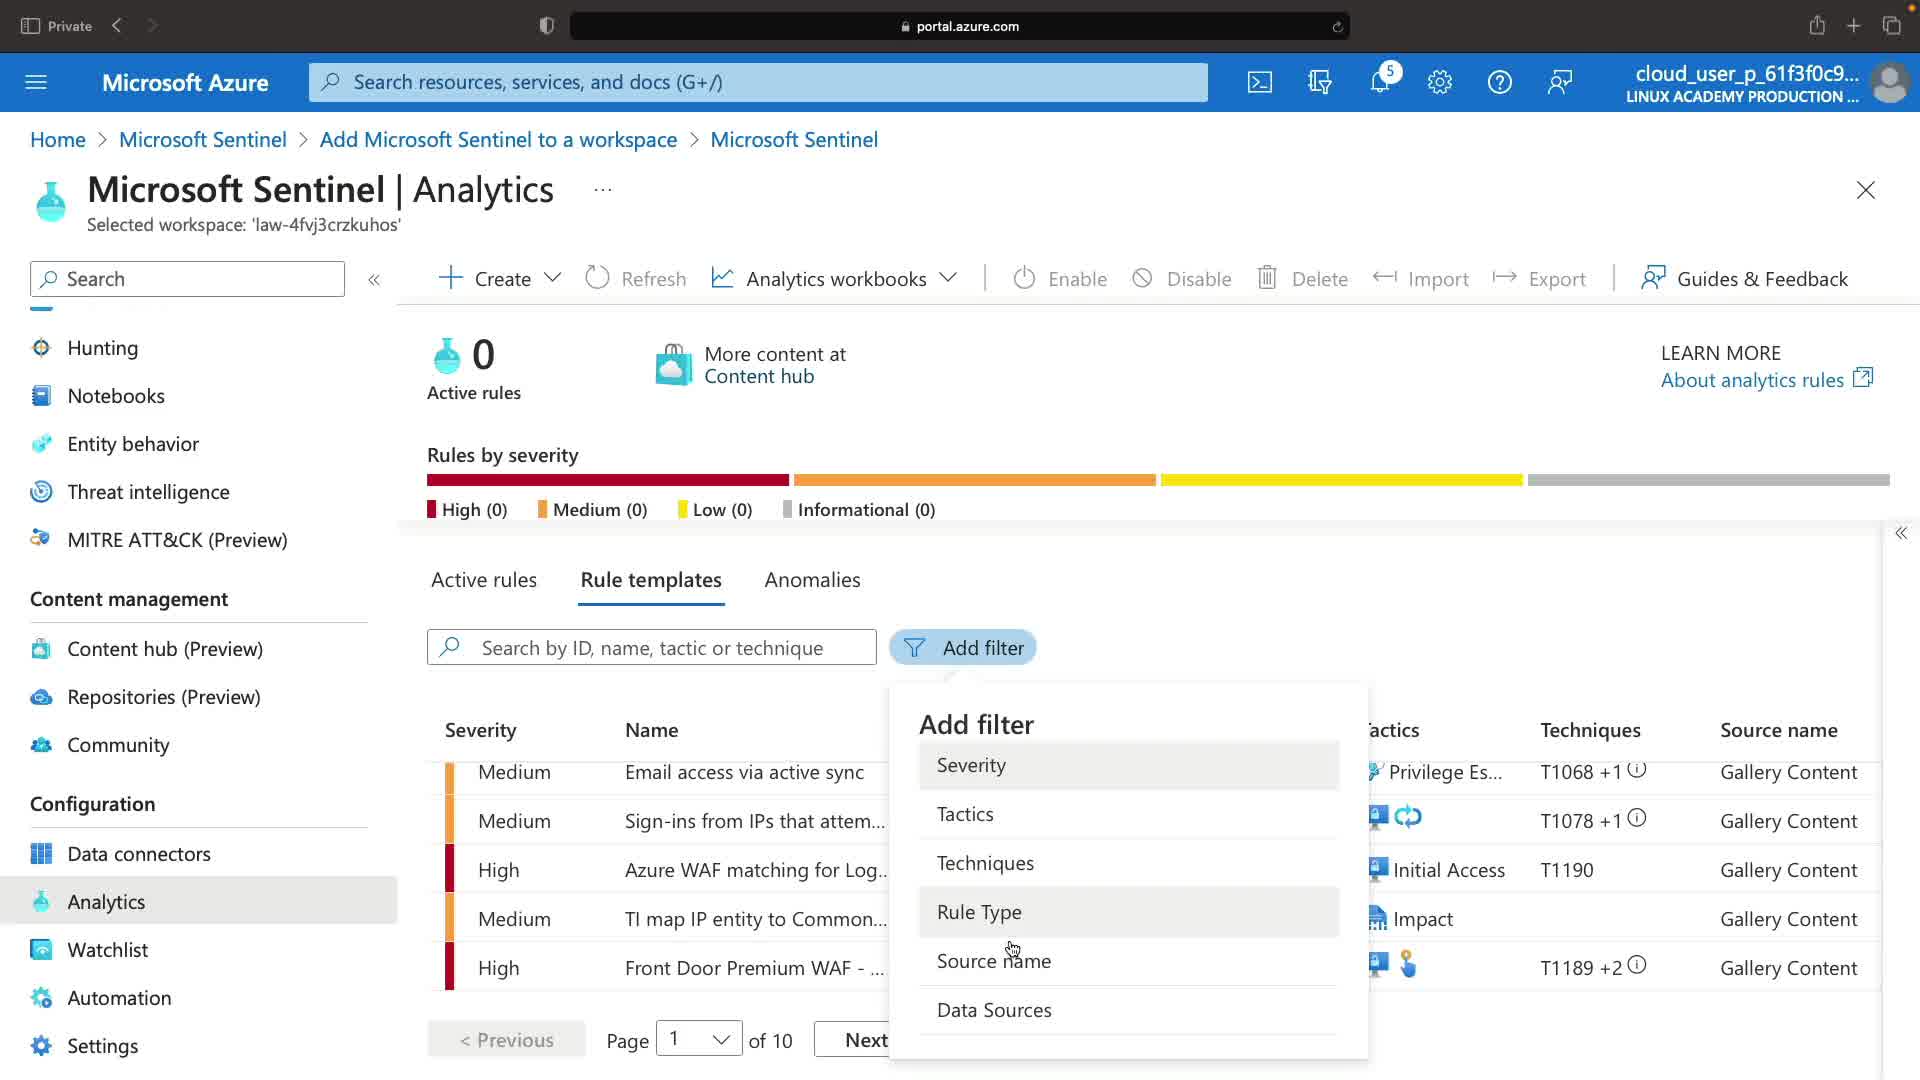 Private
portal.azure.com
Microsoft Azure
Search resources, services, and docs (G+/)
5
cloud_user_p_61f3f0c9...
LINUX ACADEMY PRODUCTION ...
Home > Microsoft Sentinel > Add Microsoft Sentinel to a workspace > Microsoft Sentinel
Microsoft Sentinel | Analytics ...
Selected workspace: 'law-4fvj3crzkuhos'
Search
«
Create
Refresh
Analytics workbooks
Enable
Disable
Delete
Import
Export
Guides & Feedback
Hunting
Notebooks
Entity behavior
Threat intelligence
MITRE ATT&CK (Preview)
Content management
Content hub (Preview)
Repositories (Preview)
Community
Configuration
Data connectors
Analytics
Watchlist
Automation
Settings
0
Active rules
More content at
Content hub
LEARN MORE
About analytics rules
Rules by severity
High (0) Medium (0) Low (0) Informational (0)
«
Active rules Rule templates Anomalies
Search by ID, name, tactic or technique
Add filter
Severity Name actics Techniques Source name
Medium Email access via active sync Privilege Es... T1068 +1 Gallery Content
Medium Sign-ins from IPs that attem... T1078 +1 Gallery Content
High Azure WAF matching for Log... Initial Access T1190 Gallery Content
Medium TI map IP entity to Common... Impact Gallery Content
High Front Door Premium WAF - ... T1189 +2 Gallery Content
Add filter
Severity
Tactics
Techniques
Rule Type
Source name
Data Sources
< Previous Page 1 of 10 Next